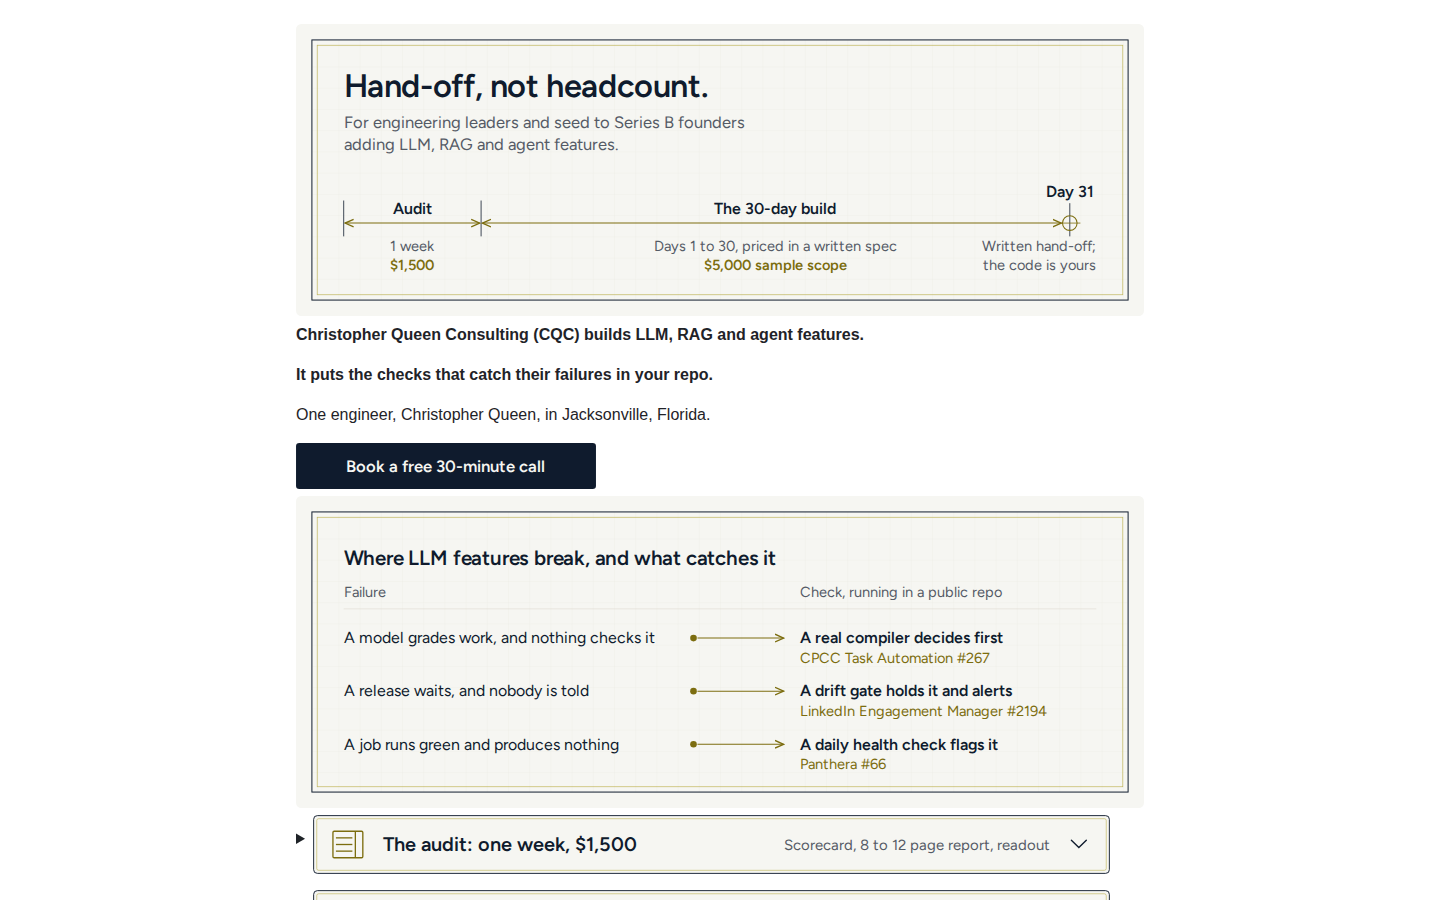 Hand-off, not headcount.
For engineering leaders and seed to Series B founders
adding LLM, RAG and agent features.
Day 31
Audit
The 30-day build
1 week
Days 1 to 30, priced in a written spec
Written hand-off;
$1,500
$5,000 sample scope
the code is yours
Christopher Queen Consulting (CQC) builds LLM, RAG and agent features.
It puts the checks that catch their failures in your repo.
One engineer, Christopher Queen, in Jacksonville, Florida.
Book a free 30-minute call
Where LLM features break, and what catches it
Failure
Check, running in a public repo
A model grades work, and nothing checks it
A real compiler decides first
CPCC Task Automation #267
A release waits, and nobody is told
A drift gate holds it and alerts
LinkedIn Engagement Manager #2194
A job runs green and produces nothing
A daily health check flags it
Panthera #66
The audit: one week, $1,500
Scorecard, 8 to 12 page report, readout